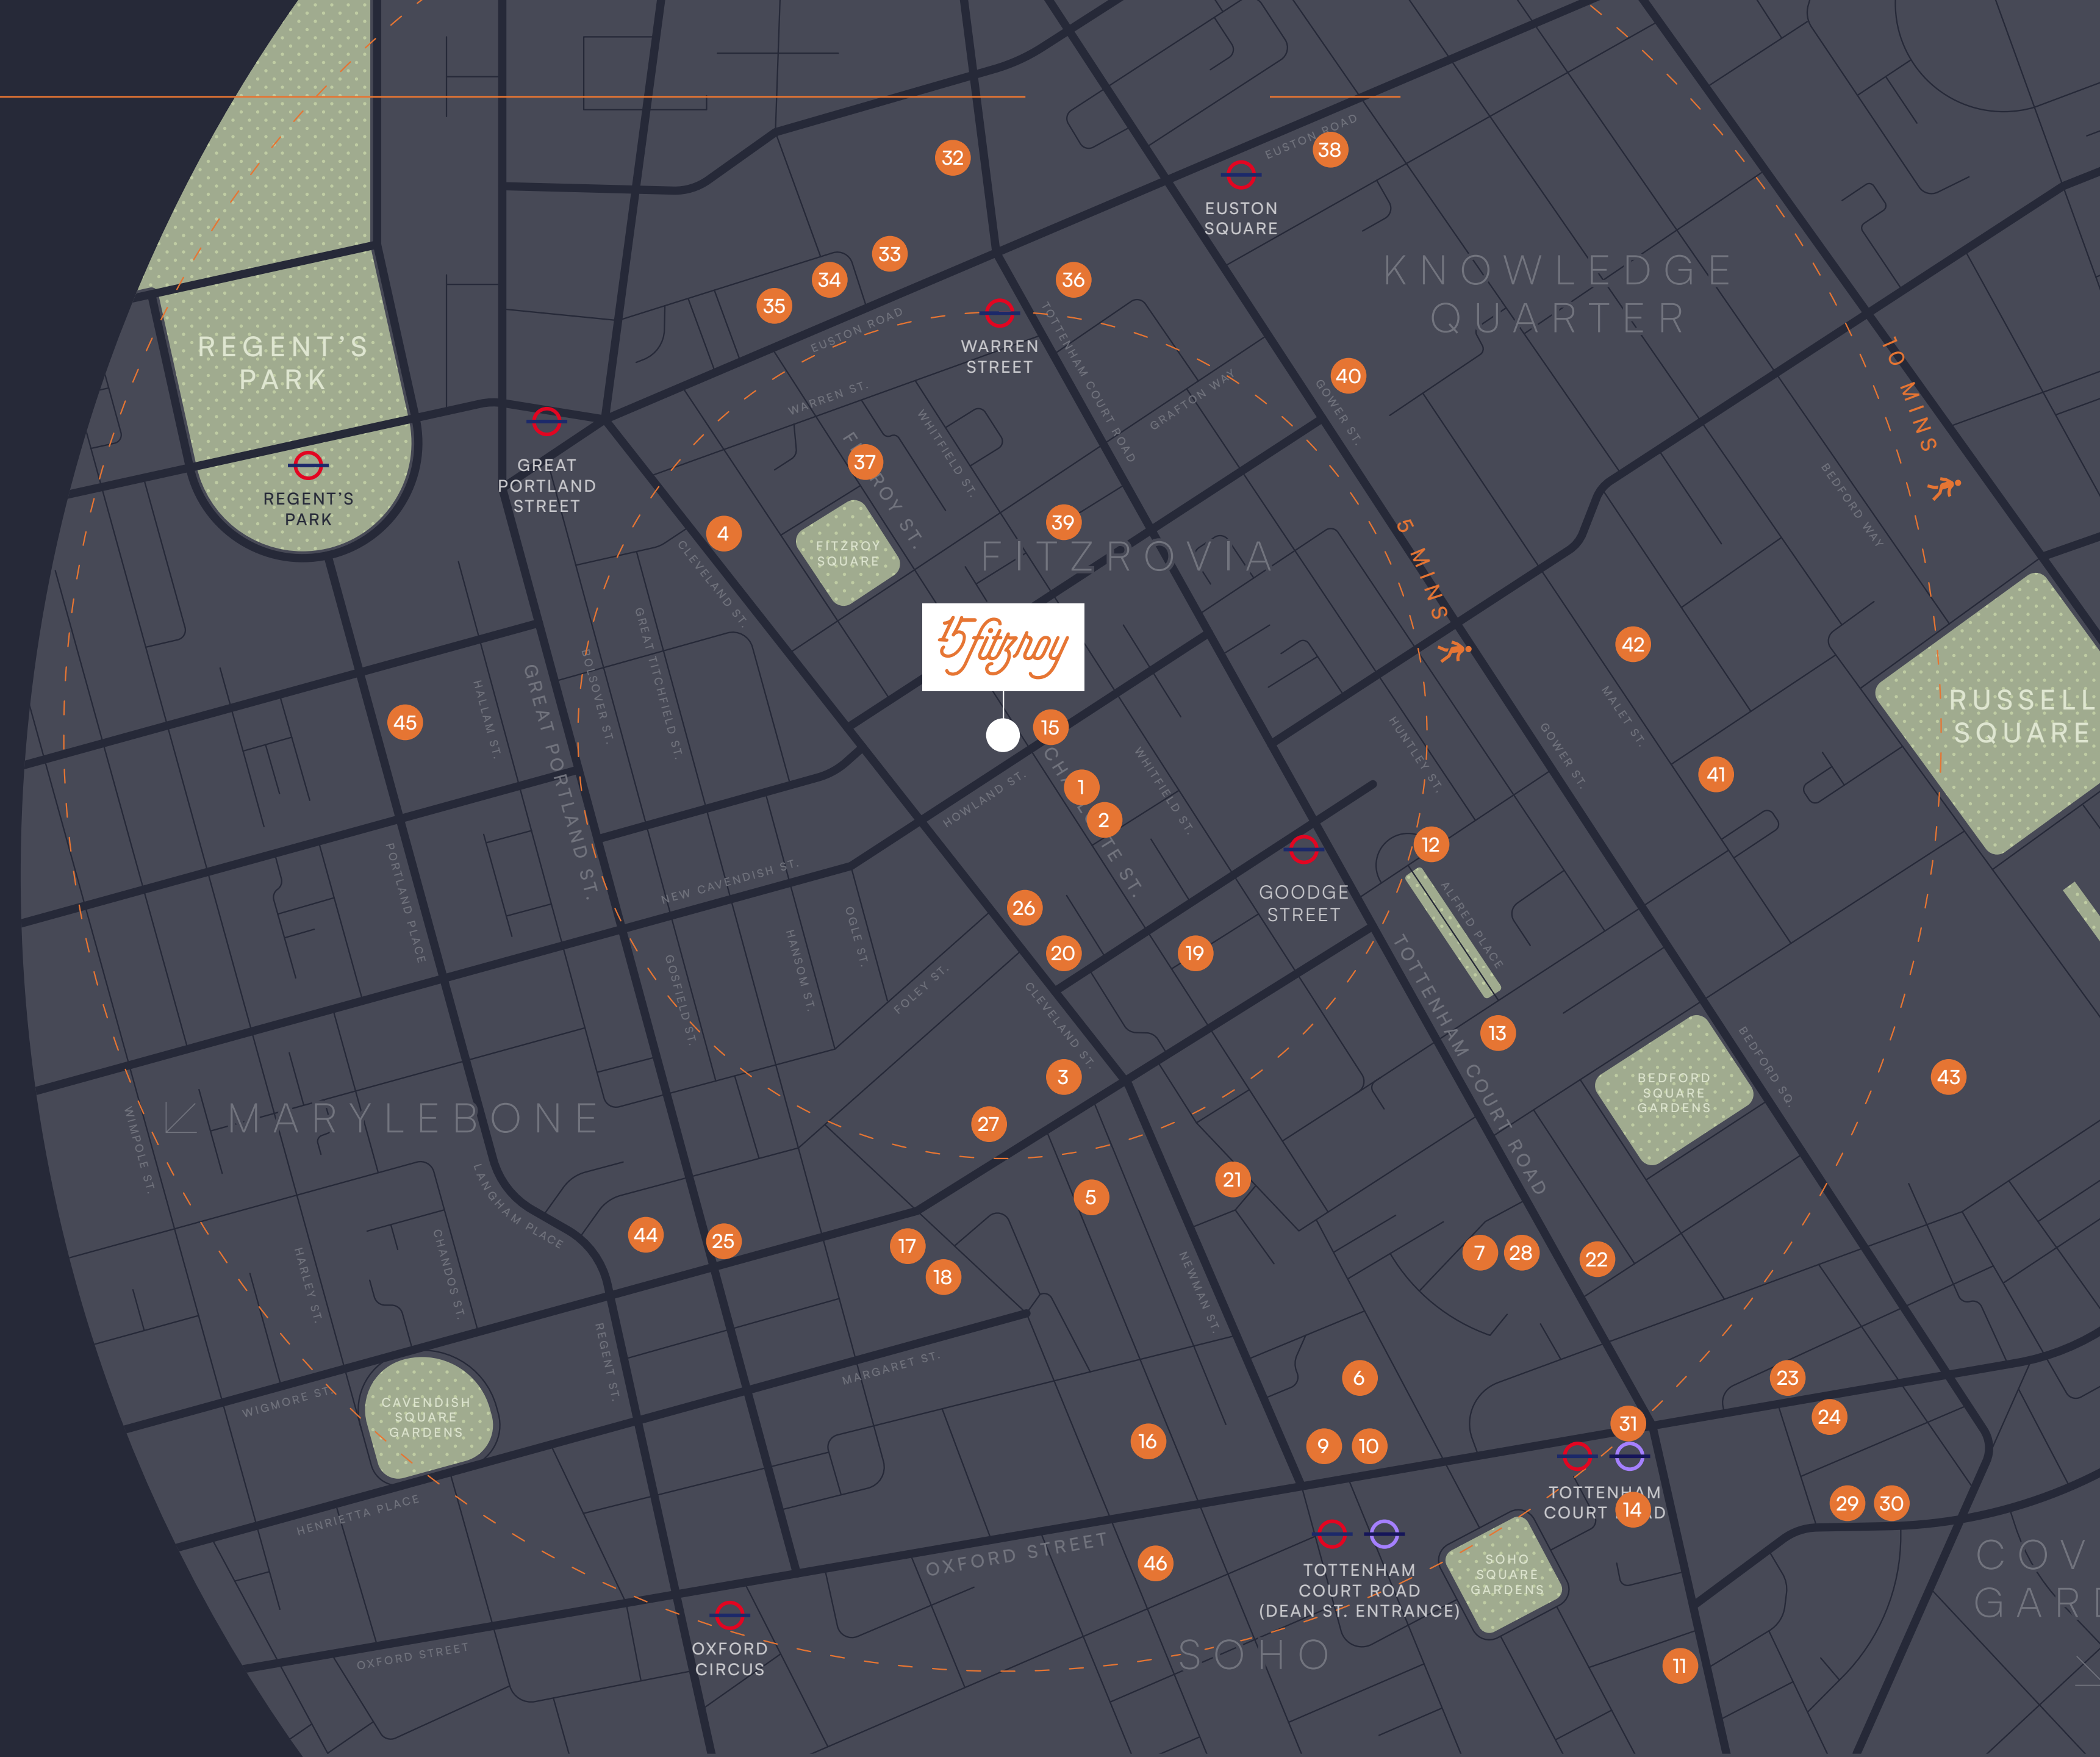 32
38
EUSTON ROAD
EUSTON
SQUARE
KNOWLEDGE
QUARTER
33
34
35
36
EUSTON ROAD
WARREN
STREET
TOTTENHAM COURT ROAD
REGENT'S
PARK
10 MINS
WARREN ST.
GRAFTON WAY
40
GOWER ST.
WHITFIELD ST.
37
ROY ST.
GREAT
PORTLAND
STREET
REGENT'S
PARK
BEDFORD WAY
4
39
5 MINS
FITZROY
SQUARE
FITZROVIA
CLEVELAND ST.
15 fitzroy
42
GREAT TITCHFIELD ST.
BOLSOVER ST.
HALLAM ST.
45
GREAT PORTLAND ST.
15
MALET ST.
RUSSELL
SQUARE
HUNTLEY ST.
GOWER ST.
41
WHITFIELD ST.
HOWLAND ST.
1
2
TE ST.
12
GOODGE
STREET
ALFRED PLACE
PORTLAND PLACE
NEW CAVENDISH ST.
26
OGLE ST.
HANSOM ST.
20
19
GOSFIELD ST.
FOLEY ST.
CLEVELAND ST.
TOTTENHAM COURT ROAD
13
3
BEDFORD
SQUARE
GARDENS
BEDFORD SQ.
43
MARYLEBONE
27
WIMPOLE ST.
21
5
LANGHAM PLACE
44
25
17
18
7
28
22
HARLEY ST.
CHANDOS ST.
NEWMAN ST.
REGENT ST.
MARGARET ST.
6
23
WIGMORE ST.
CAVENDISH
SQUARE
GARDENS
24
31
16
9
10
TOTTENHAM
COURT
14
29
30
HENRIETTA PLACE
OXFORD STREET
46
TOTTENHAM
COURT ROAD
(DEAN ST. ENTRANCE)
SOHO
SQUARE
GARDENS
COV
GAR
OXFORD STREET
OXFORD
CIRCUS
SOHO
11